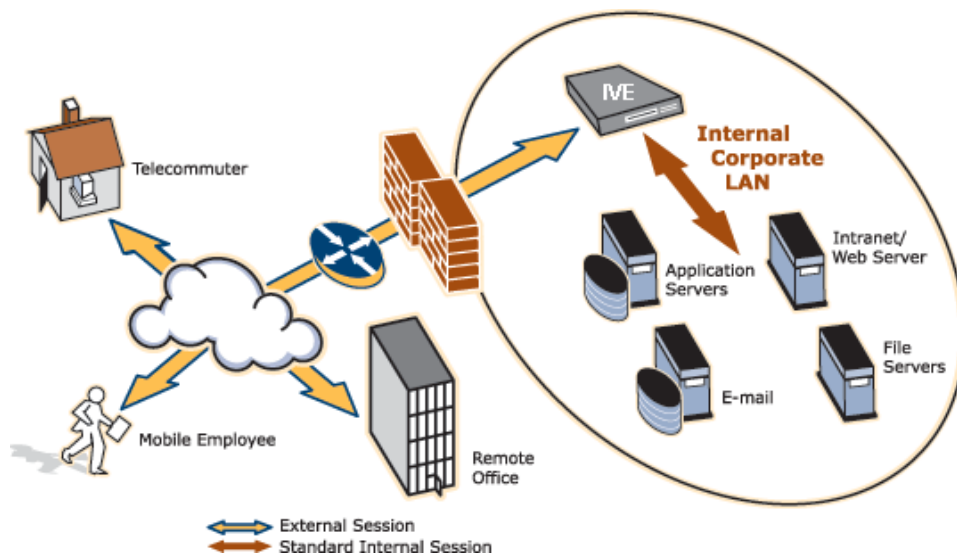 IVE
Internal
Corporate
LAN
Telecommuter
Intranet/
Web Server
Application
Servers
File
Servers
E-mail
Mobile Employee
Remote
Office
External Session
Standard Internal Session